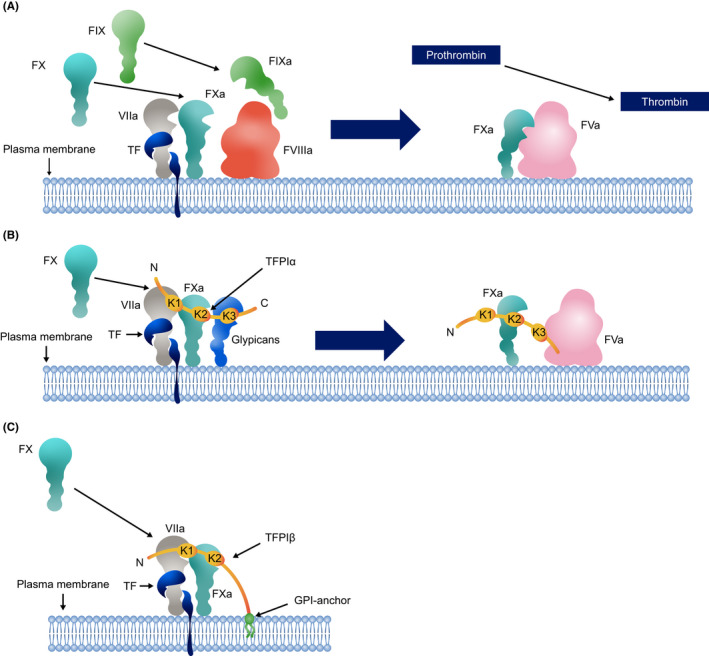 (A)
FIX
FX
FIXa
FXa
VIIa
TF
FVIIIa
Plasma membrane
Prothrombin
Thrombin
FXa
FVa
(B)
FX
N
FXa
TFPIα
VIIa
K1
K2
K3
C
TF
Glypicans
Plasma membrane
FXa
K1
K2
K3
N
FVa
(C)
FX
VIIa
K1
K2
N
TFPIβ
TF
FXa
Plasma membrane
GPI-anchor